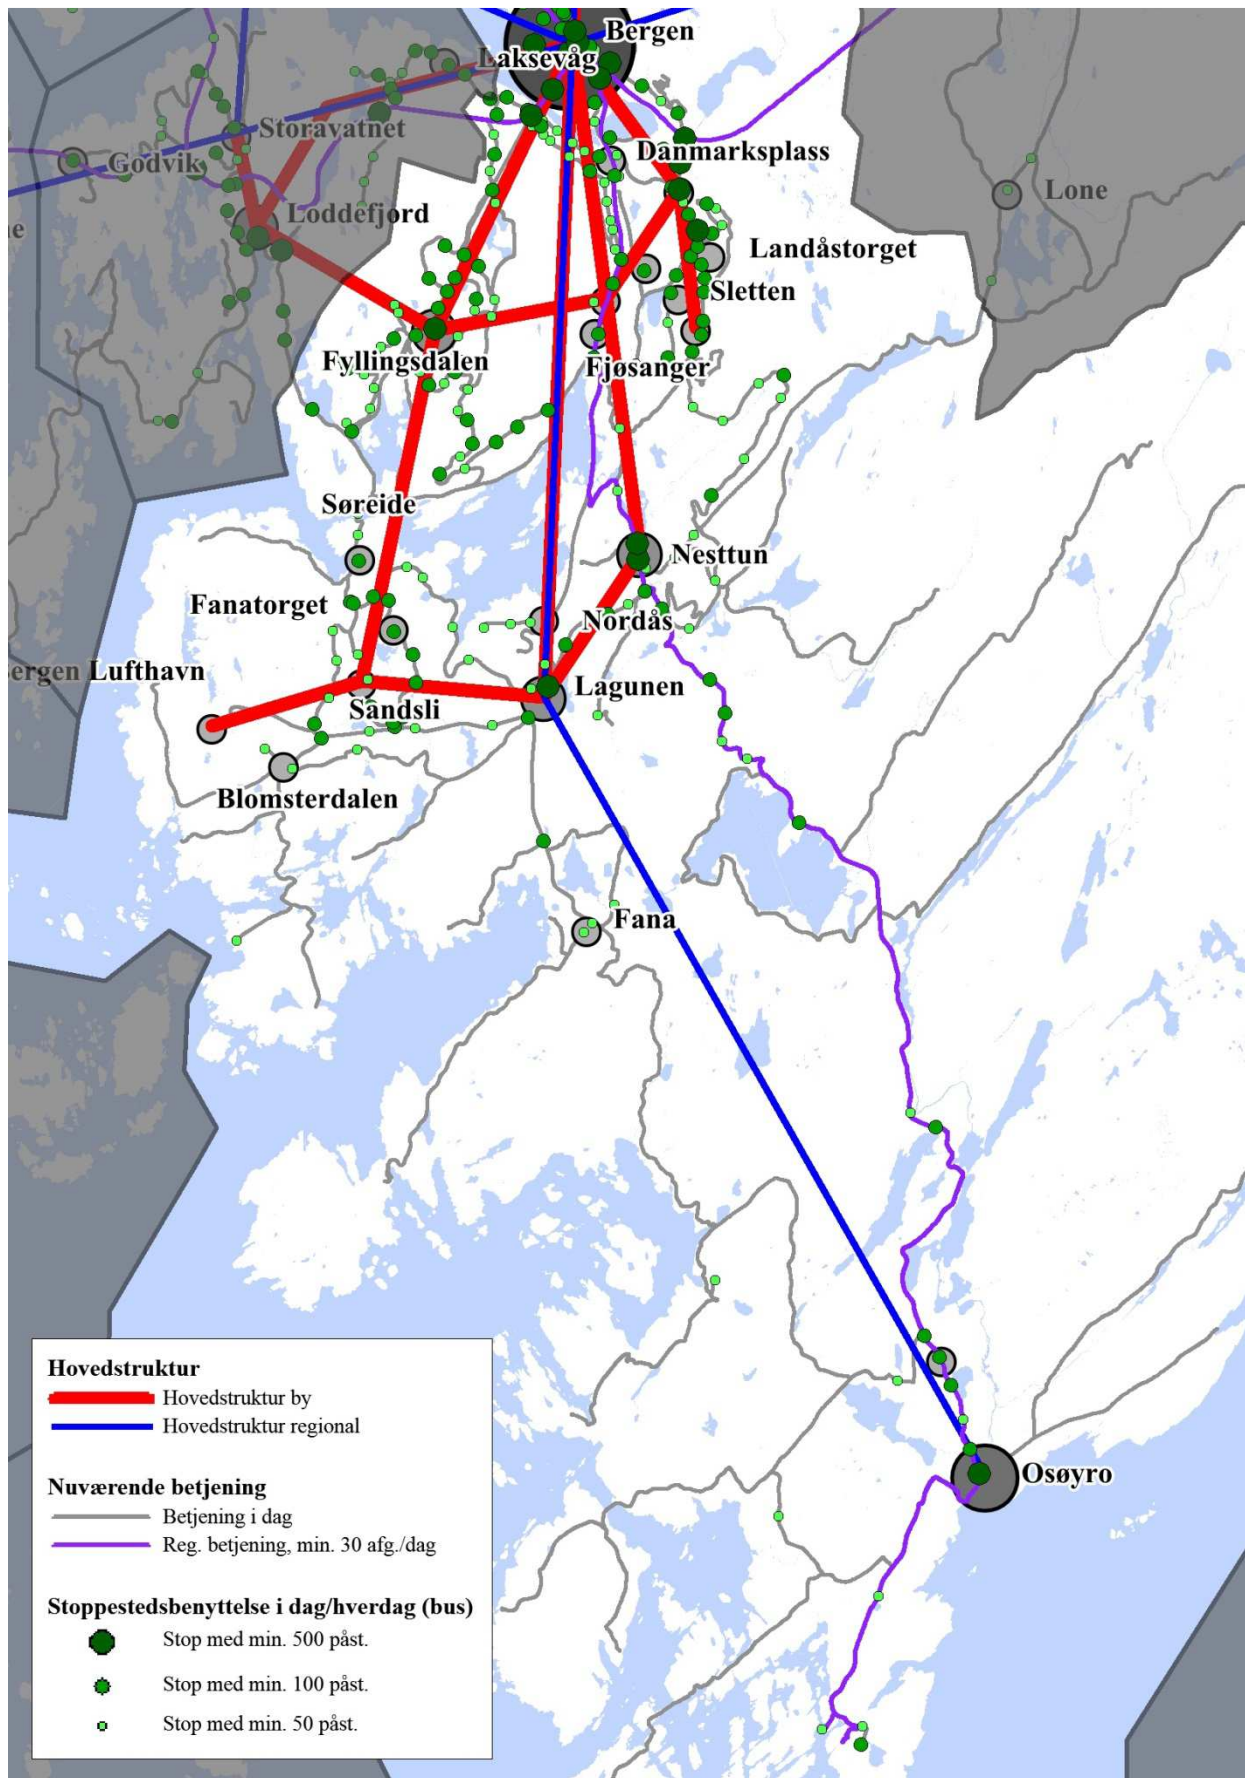 Bergen
Laksevåg
Storavatnet
Danmarksplass
Godvik
Lone
Loddefjord
ne
Landåstorget
Sletten
Fyllingsdalen
Fjøsanger
Søreide
Nesttun
Fanatorget
Nordås
ergen Lufthavn
Lagunen
Sandsli
Blomsterdalen
Fana
Osøyro
Hovedstruktur
Hovedstruktur by
Hovedstruktur regional
Nuværende betjening
Betjening i dag
Reg. betjening, min. 30 afg./dag
Stoppestedsbenyttelse i dag/hverdag (bus)
Stop med min. 500 påst.
Stop med min. 100 påst.
Stop med min. 50 påst.